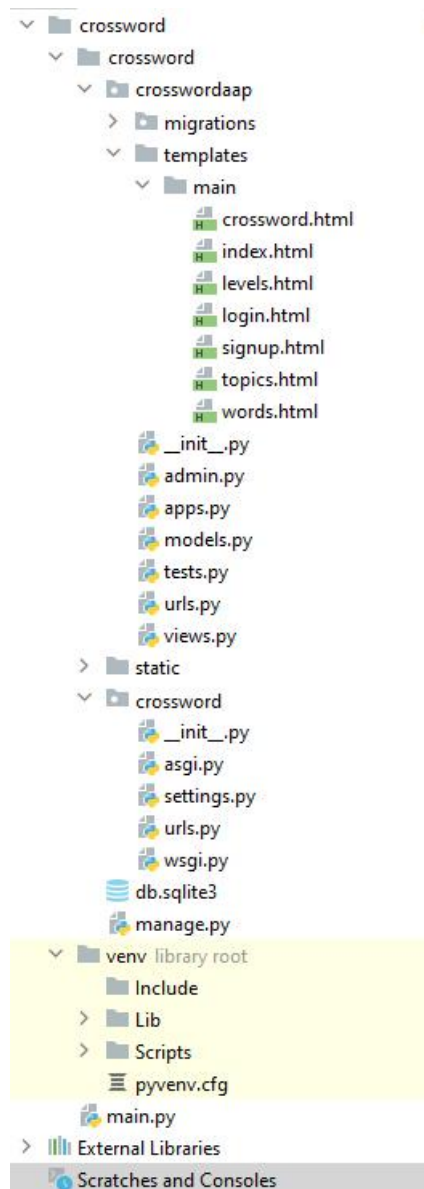 crossword
crossword
crosswordaap
migrations
templates
main
crossword.html
index.html
levels.html
login.html
signup.html
topics.html
words.html
__init__.py
admin.py
apps.py
models.py
tests.py
urls.py
views.py
static
crossword
__init__.py
asgi.py
settings.py
urls.py
wsgi.py
db.sqlite3
manage.py
venv library root
Include
Lib
Scripts
pyvenv.cfg
main.py
External Libraries
Scratches and Consoles